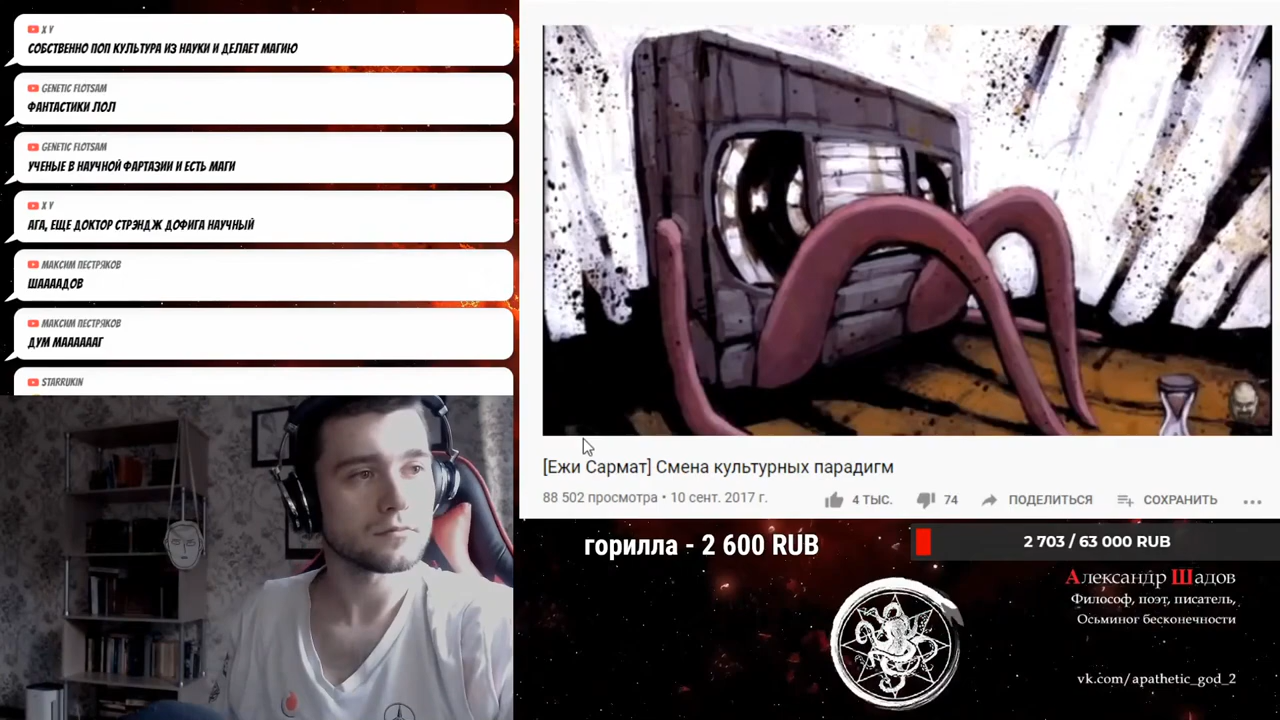 X Y
СОБСТВЕННО ПОП КУЛЬТУРА ИЗ НАУКИ И ДЕЛАЕТ МАГИЮ
GENETIC FLOTSAM
ФАНТАСТИКИ ЛОЛ
GENETIC FLOTSAM
УЧЕНЫЕ В НАУЧНОЙ ФАРТАЗИИ И ЕСТЬ МАГИ
X Y
АГА, ЕЩЕ ДОКТОР СТРЭНДЖ ДОФИГА НАУЧНЫЙ
МАКСИМ ПЕСТРЯКОВ
ШААААДОВ
МАКСИМ ПЕСТРЯКОВ
ДУМ МААААААГ
STARRUKIN
[Ежи Сармат] Смена культурных парадигм
88 502 просмотра • 10 сент. 2017 г.
4 ТЫС.
74
ПОДЕЛИТЬСЯ
СОХРАНИТЬ
горилла - 2 600 RUB
2 703 / 63 000 RUB
Александр Шадов
Философ, поэт, писатель,
Осьминог бесконечности
vk.com/apathetic_god_2